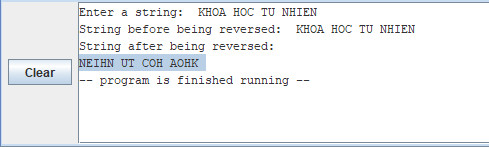 Enter a string:  KHOA HOC TU NHIEN
String before being reversed:  KHOA HOC TU NHIEN
String after being reversed:
NEIHN UT COH AOHK
-- program is finished running --
Clear